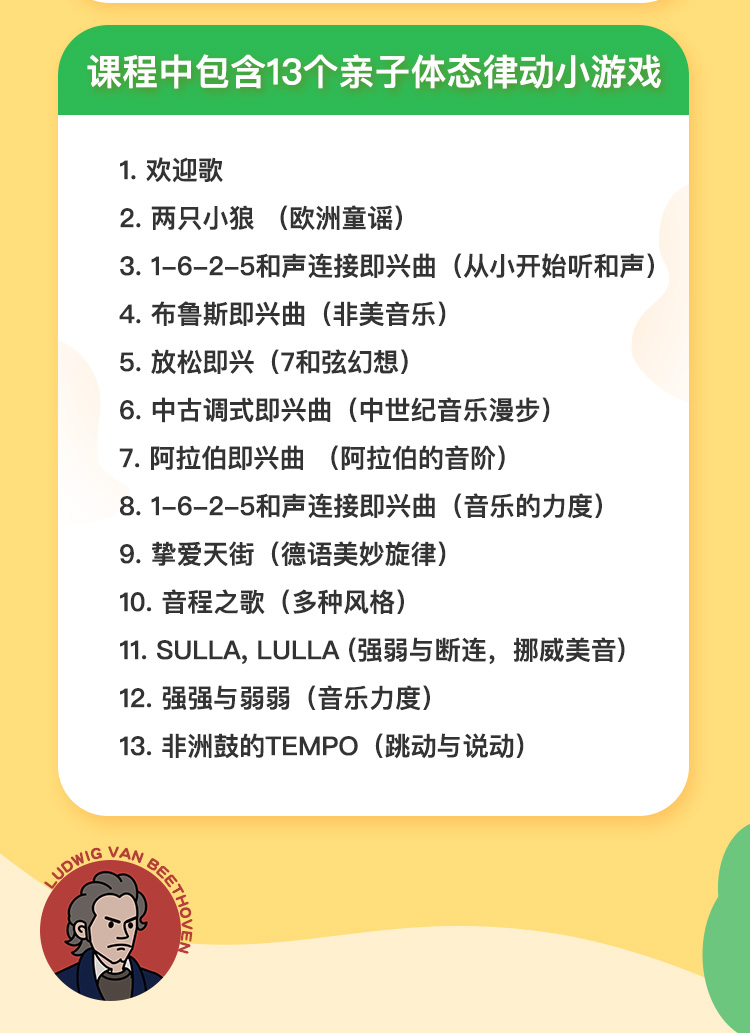 课程中包含13个亲子体态律动小游戏
1. 欢迎歌
2. 两只小狼 （欧洲童谣）
3. 1–6–2–5和声连接即兴曲（从小开始听和声）
4. 布鲁斯即兴曲（非美音乐）
5. 放松即兴（7和弦幻想）
6. 中古调式即兴曲（中世纪音乐漫步）
7. 阿拉伯即兴曲 （阿拉伯的音阶）
8. 1–6–2–5和声连接即兴曲（音乐的力度）
9. 挚爱天街（德语美妙旋律）
10. 音程之歌（多种风格）
11. SULLA, LULLA (强弱与断连，挪威美音）
12. 强强与弱弱（音乐力度）
13. 非洲鼓的TEMPO（跳动与说动）
LUDWIG VAN BEETHOVEN